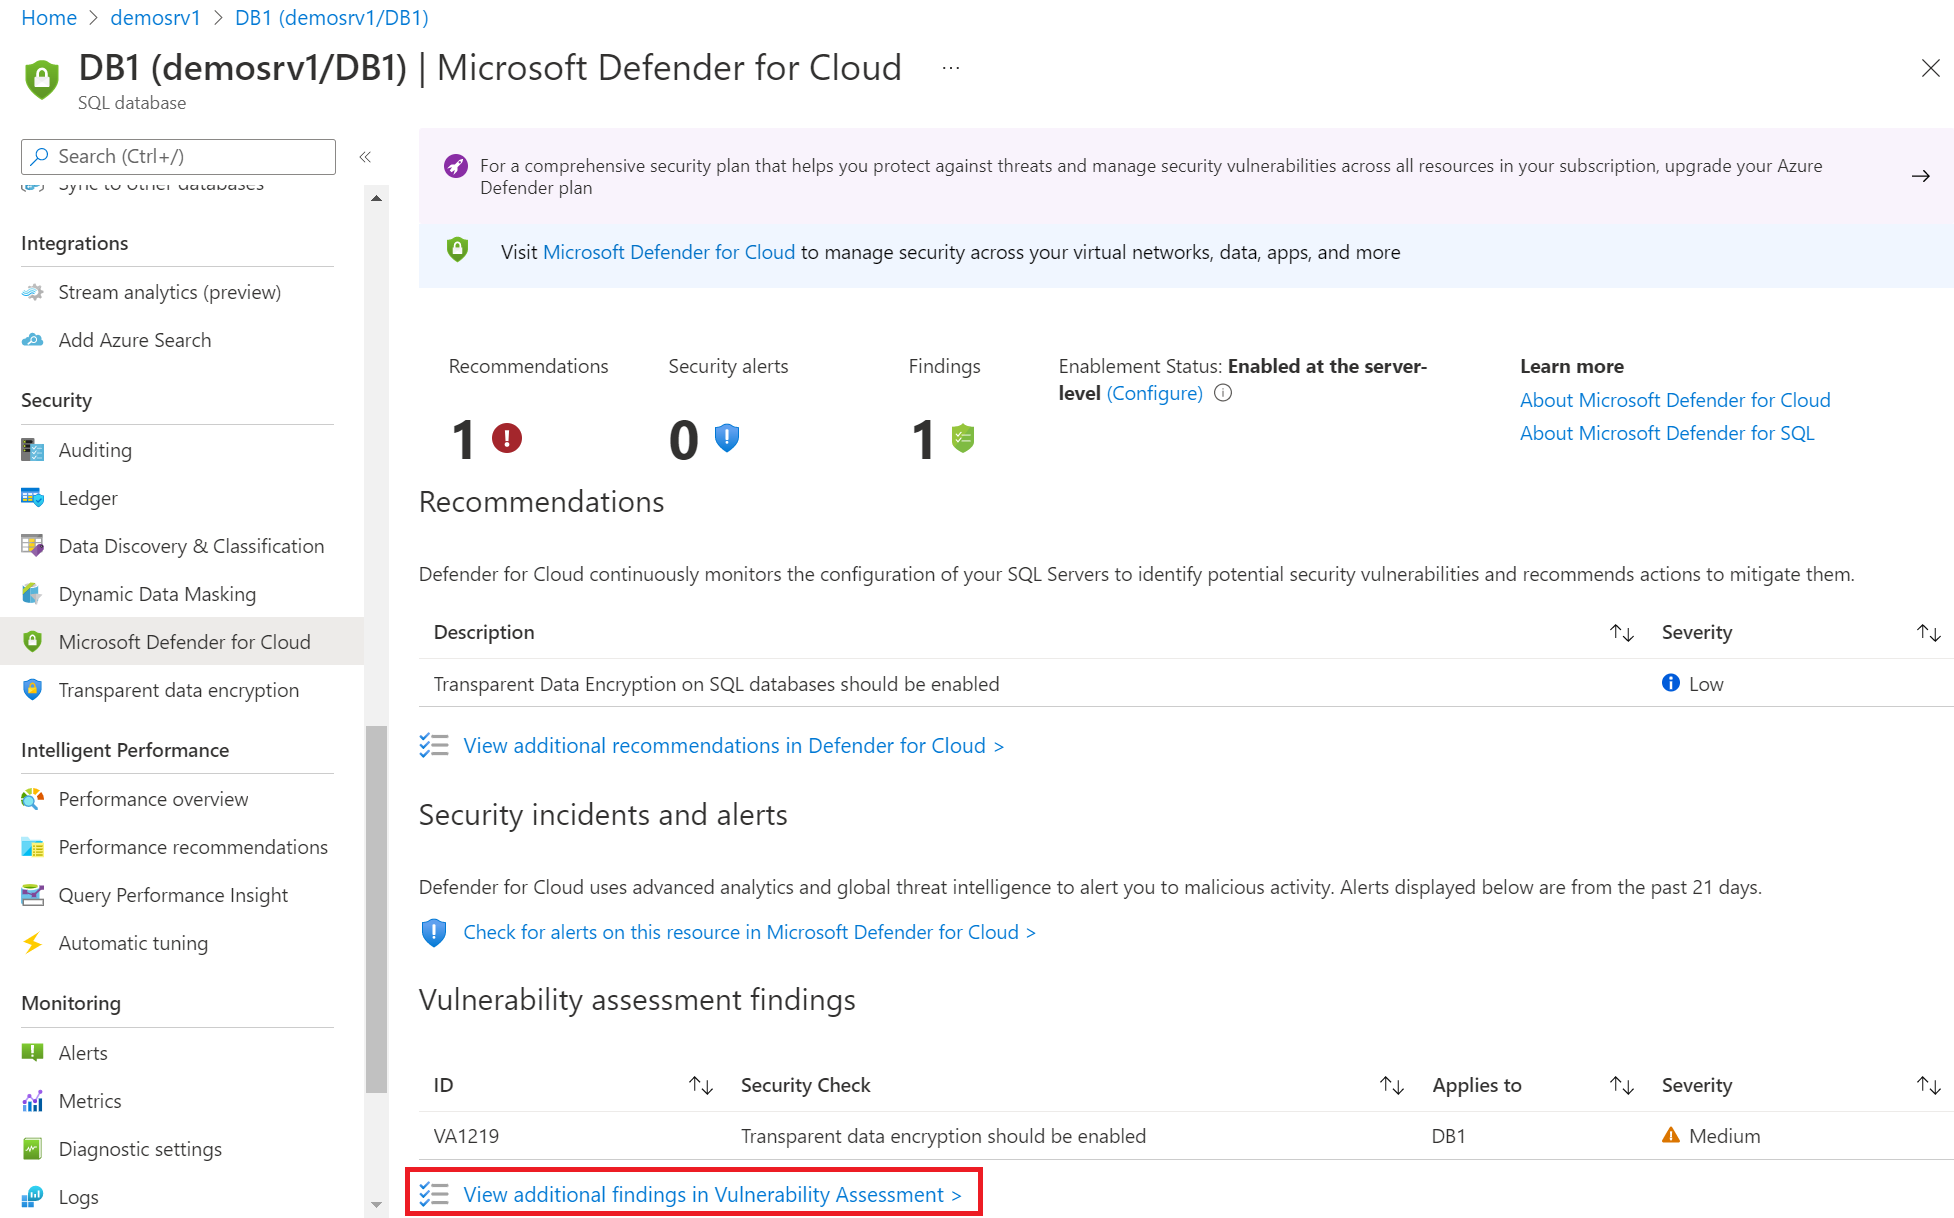 Home > demosrv1 > DB1 (demosrv1/DB1)
DB1 (demosrv1/DB1) | Microsoft Defender for Cloud ...
SQL database
Search (Ctrl+/)
«
Sync to other databases
Integrations
Stream analytics (preview)
Add Azure Search
Security
Auditing
Ledger
Data Discovery & Classification
Dynamic Data Masking
Microsoft Defender for Cloud
Transparent data encryption
Intelligent Performance
Performance overview
Performance recommendations
Query Performance Insight
Automatic tuning
Monitoring
Alerts
Metrics
Diagnostic settings
Logs
For a comprehensive security plan that helps you protect against threats and manage security vulnerabilities across all resources in your subscription, upgrade your Azure
Defender plan
Visit Microsoft Defender for Cloud to manage security across your virtual networks, data, apps, and more
Recommendations
1
Security alerts
0
Findings
1
Enablement Status: Enabled at the server-
level (Configure)
Learn more
About Microsoft Defender for Cloud
About Microsoft Defender for SQL
Recommendations
Defender for Cloud continuously monitors the configuration of your SQL Servers to identify potential security vulnerabilities and recommends actions to mitigate them.
Description Severity
Transparent Data Encryption on SQL databases should be enabled Low
View additional recommendations in Defender for Cloud >
Security incidents and alerts
Defender for Cloud uses advanced analytics and global threat intelligence to alert you to malicious activity. Alerts displayed below are from the past 21 days.
Check for alerts on this resource in Microsoft Defender for Cloud >
Vulnerability assessment findings
ID Security Check Applies to Severity
VA1219 Transparent data encryption should be enabled DB1 Medium
View additional findings in Vulnerability Assessment >